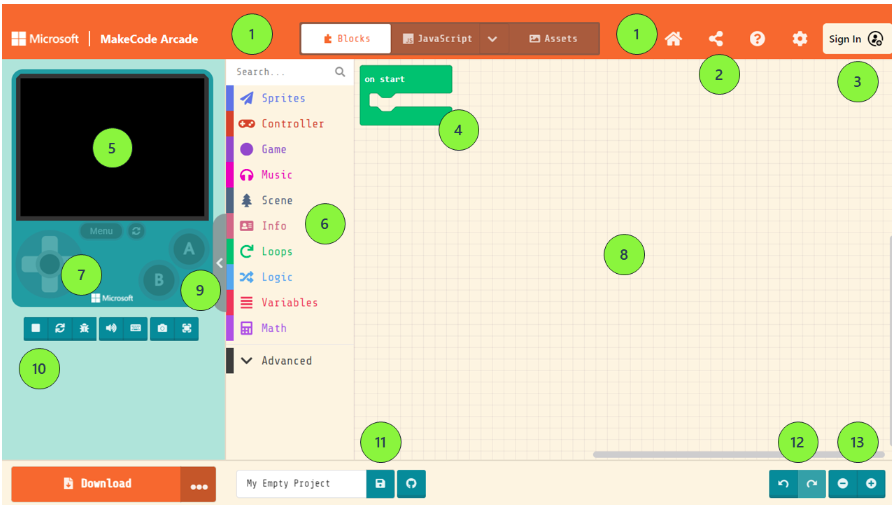 Microsoft | MakeCode Arcade
1
Blocks
JavaScript
Assets
1
Sign In
2
3
Search...
Sprites
Controller
Game
Music
Scene
Info
Loops
Logic
Variables
Math
Advanced
on start
4
5
6
Menu
A
B
7
Microsoft
8
9
10
11
12
13
Download
My Empty Project